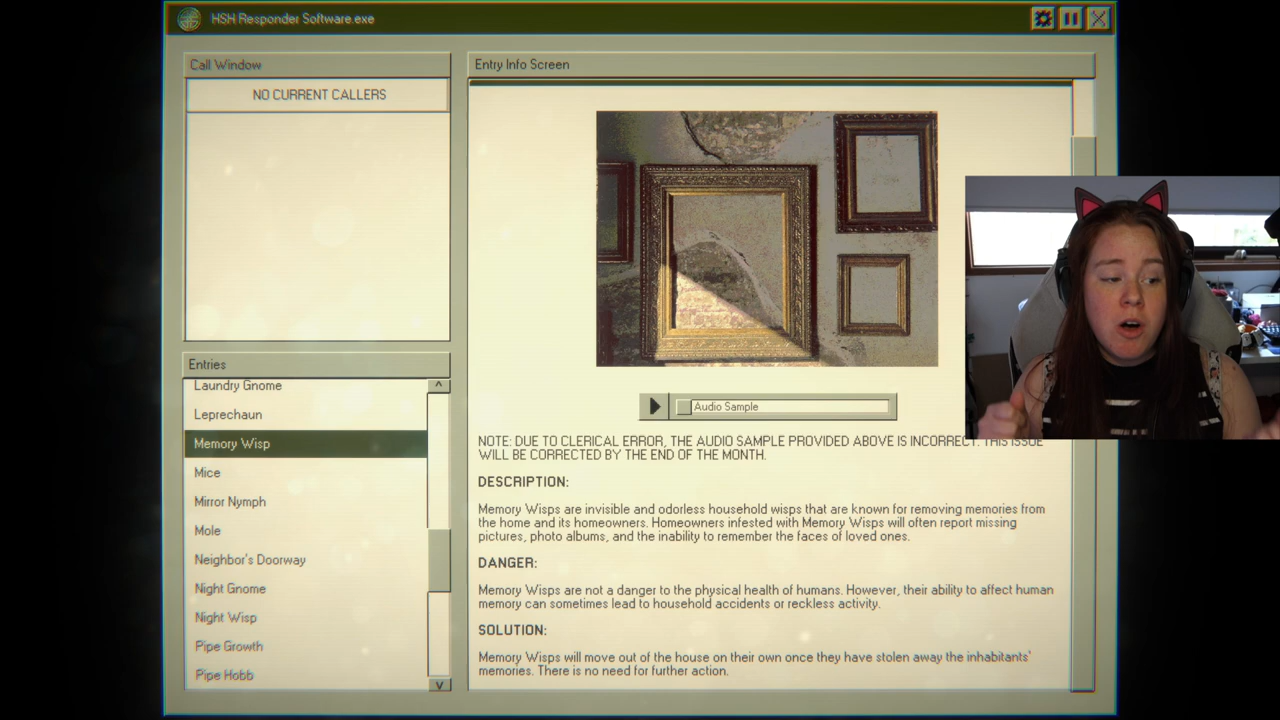 HSH Responder Software.exe
Call Window
NO CURRENT CALLERS
Entries
Laundry Gnome
Leprechaun
Memory Wisp
Mice
Mirror Nymph
Mole
Neighbor's Doorway
Night Gnome
Night Wisp
Pipe Growth
Pipe Hobb
Entry Info Screen
Audio Sample
NOTE: DUE TO CLERICAL ERROR, THE AUDIO SAMPLE PROVIDED ABOVE IS INCORRECT. THIS ISSUE
WILL BE CORRECTED BY THE END OF THE MONTH.
DESCRIPTION:
Memory Wisps are invisible and odorless household wisps that are known for removing memories from
the home and its homeowners. Homeowners infested with Memory Wisps will often report missing
pictures, photo albums, and the inability to remember the faces of loved ones.
DANGER:
Memory Wisps are not a danger to the physical health of humans. However, their ability to affect human
memory can sometimes lead to household accidents or reckless activity.
SOLUTION:
Memory Wisps will move out of the house on their own once they have stolen away the inhabitants'
memories. There is no need for further action.